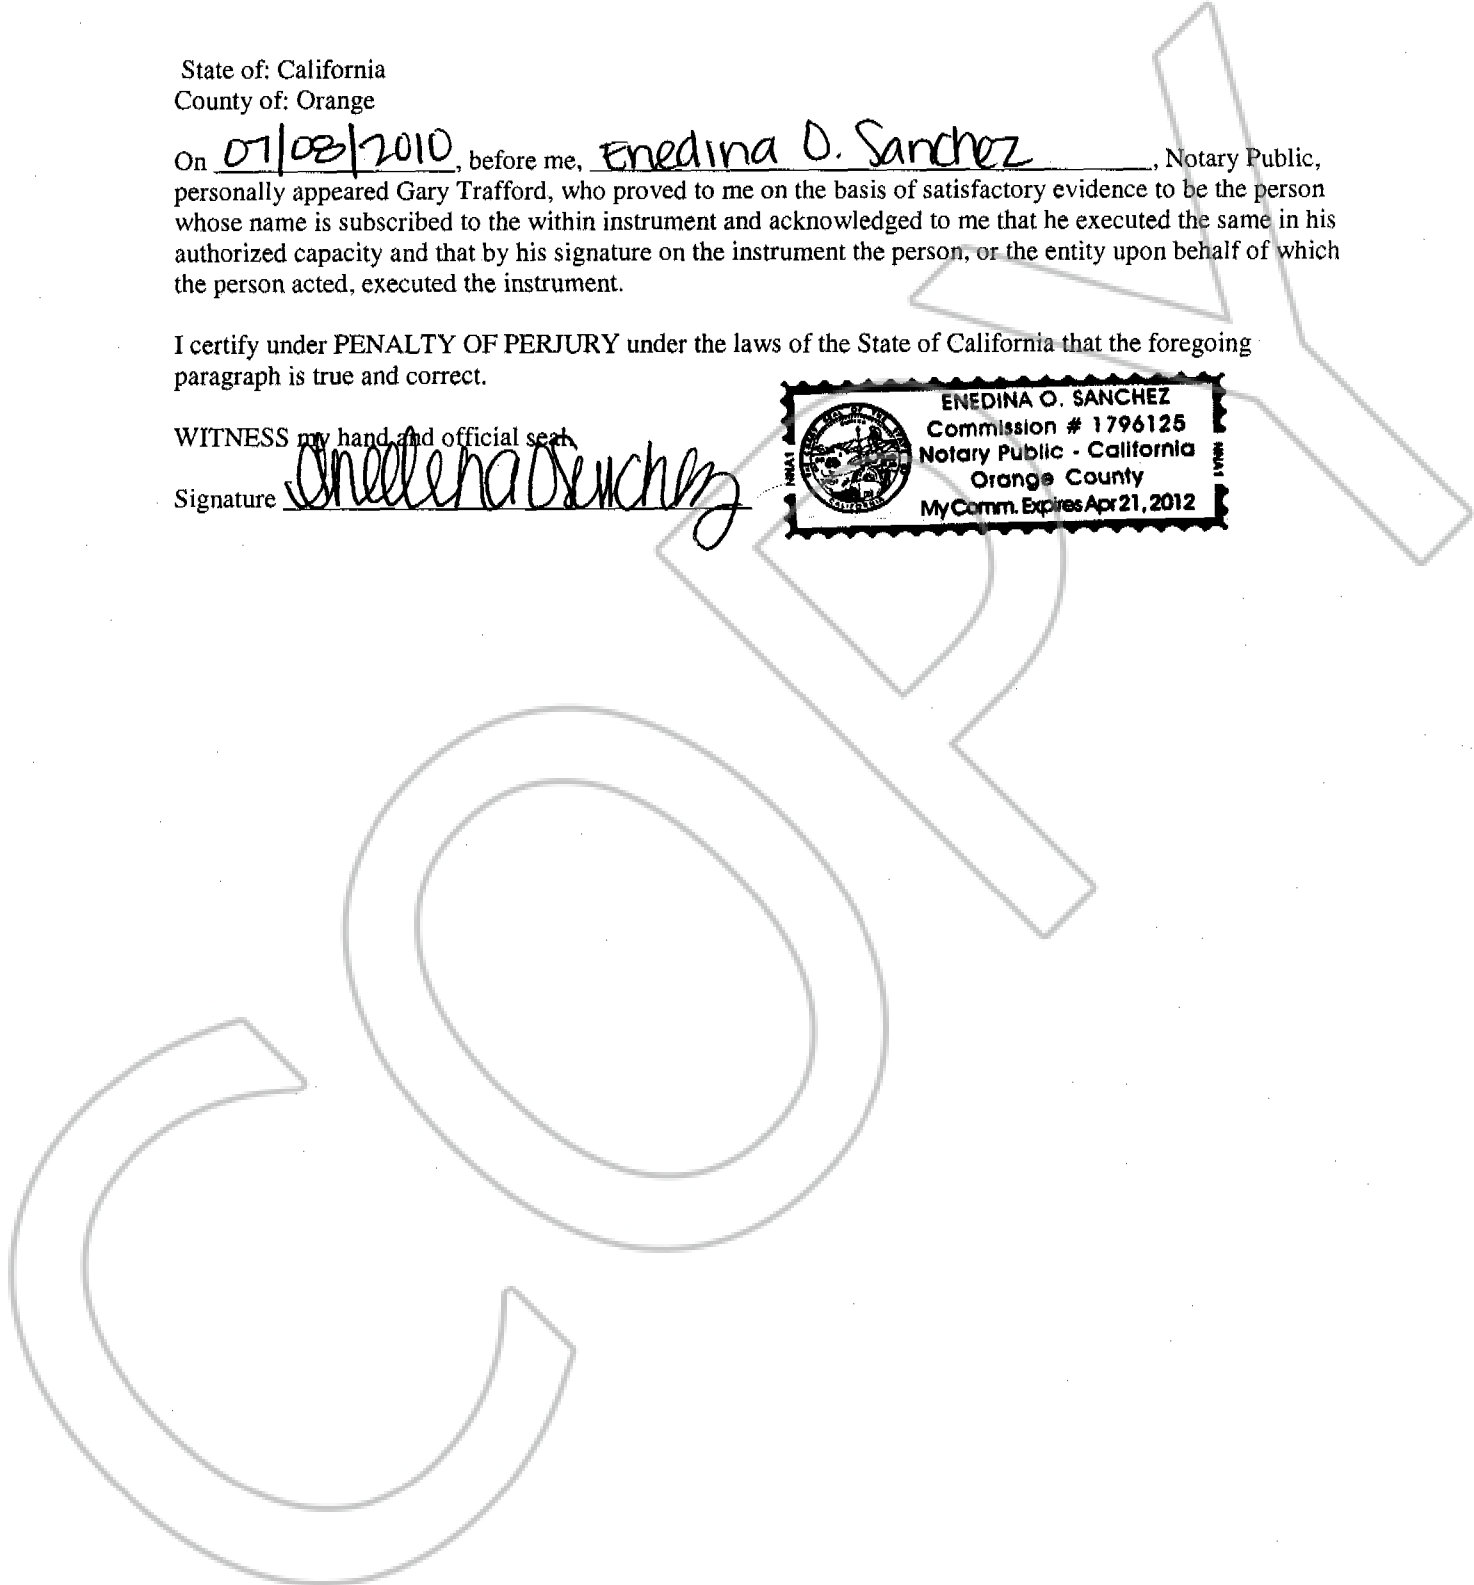 State of: California
County of: Orange
On 07/08/2010, before me, Enedina O. Sanchez, Notary Public,
personally appeared Gary Trafford, who proved to me on the basis of satisfactory evidence to be the person
whose name is subscribed to the within instrument and acknowledged to me that he executed the same in his
authorized capacity and that by his signature on the instrument the person, or the entity upon behalf of which
the person acted, executed the instrument.
I certify under PENALTY OF PERJURY under the laws of the State of California that the foregoing
paragraph is true and correct.
WITNESS my hand and official seal.
Signature Enedina O Sanchez
ENEDINA O. SANCHEZ
Commission # 1796125
Notary Public - California
Orange County
My Comm. Expires Apr 21, 2012
NNA1
NNA1
COPY